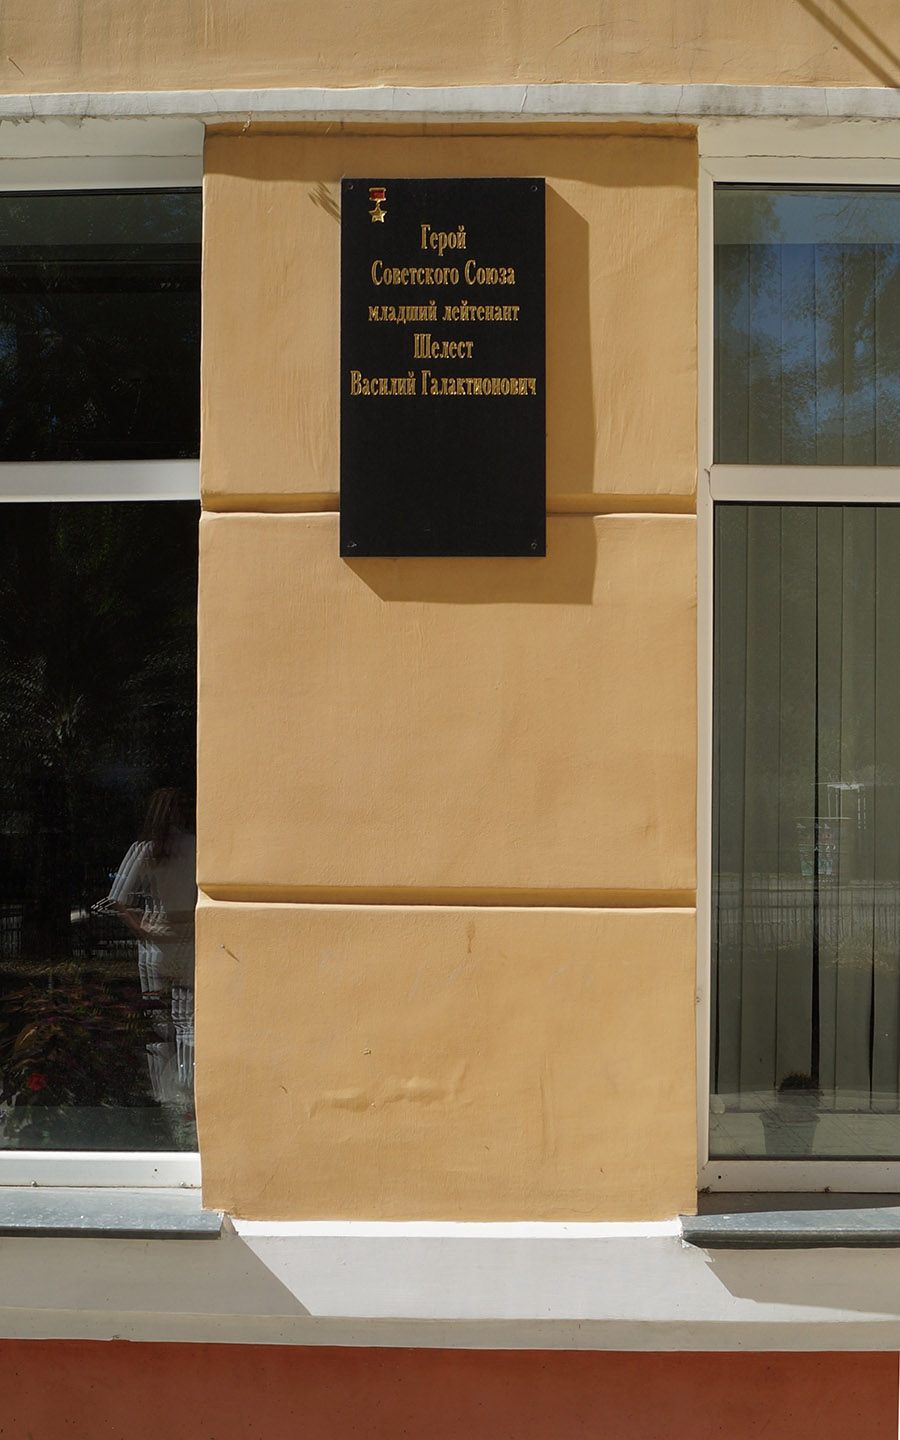 Герой
Советского Союза
младший лейтенант
Шелест
Василий Галактионович